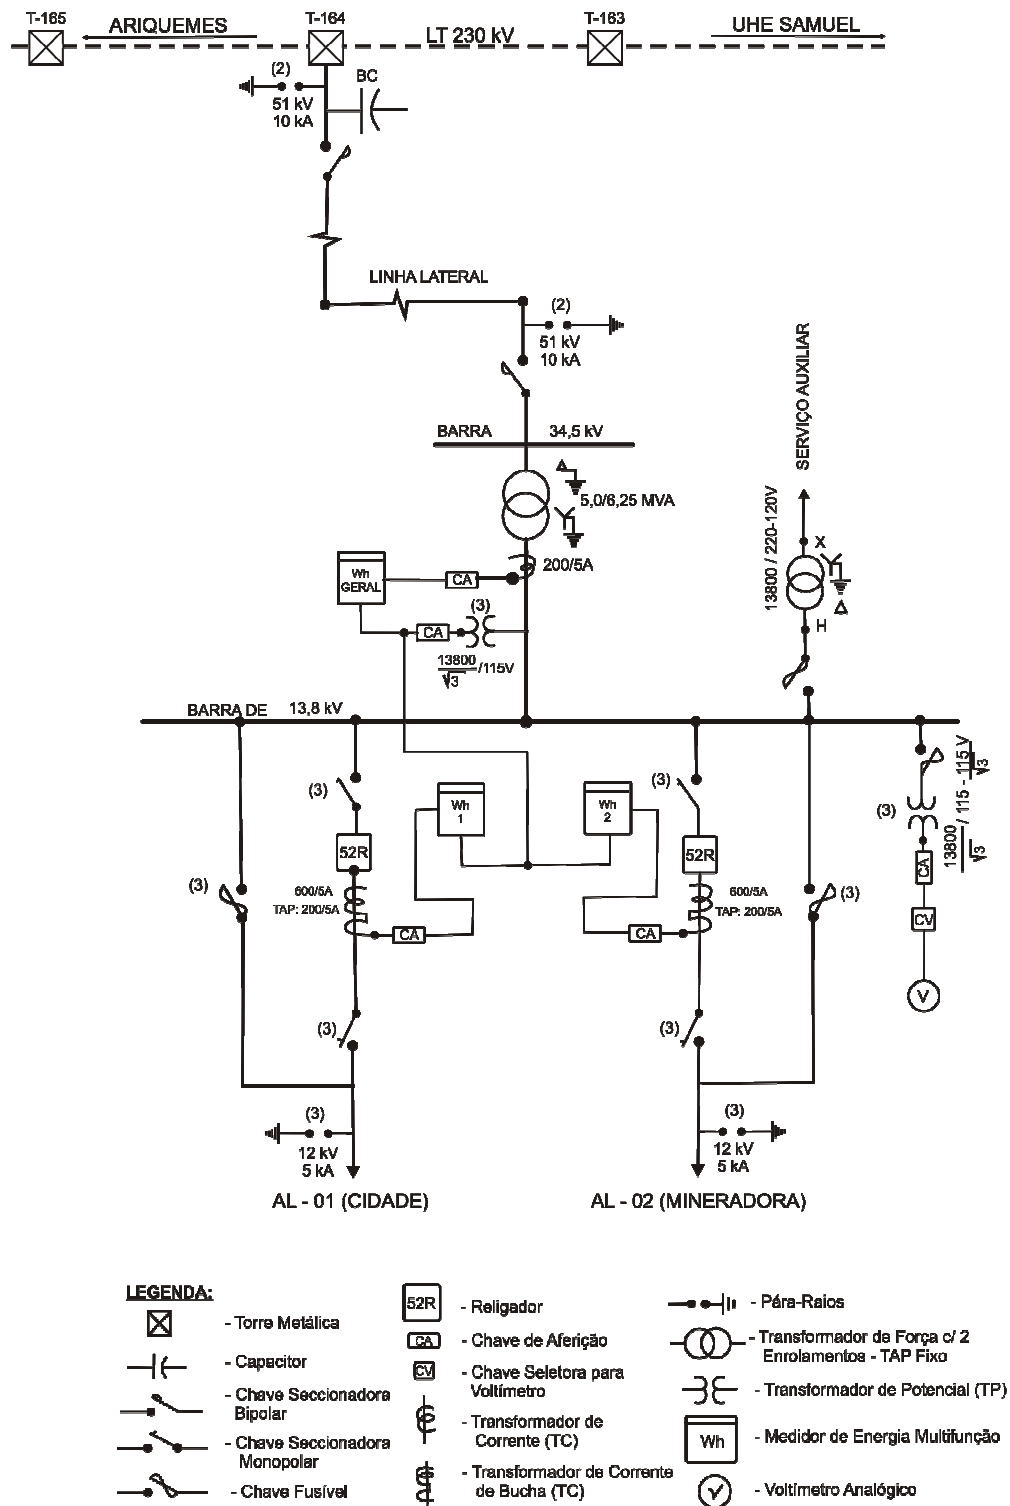 T-165
T-164
T-163
ARIQUEMES
LT 230 kV
UHE SAMUEL
(2)
51 kV
10 kA
BC
LINHA LATERAL
(2)
51 kV
10 kA
BARRA 34,5 kV
5,0/6,25 MVA
200/5A
Wh
GERAL
CA
(3)
CA
13800/√3 /115V
SERVIÇO AUXILIAR
13800 / 220-120V
X
H
BARRA DE 13,8 kV
(3)
Wh
1
Wh
2
(3)
52R
52R
(3)
600/5A
TAP: 200/5A
CA
600/5A
TAP: 200/5A
CA
(3)
(3)
13800/√3 / 115 - 115 V/√3
CA
CV
V
(3)
(3)
(3)
12 kV
5 kA
(3)
12 kV
5 kA
AL - 01 (CIDADE)
AL - 02 (MINERADORA)
LEGENDA:
- Torre Metálica
- Capacitor
- Chave Seccionadora
Bipolar
- Chave Seccionadora
Monopolar
- Chave Fusível
52R - Religador
CA - Chave de Aferição
CV - Chave Seletora para
Voltímetro
- Transformador de
Corrente (TC)
- Transformador de Corrente
de Bucha (TC)
- Pára-Raios
- Transformador de Força c/ 2
Enrolamentos - TAP Fixo
- Transformador de Potencial (TP)
Wh - Medidor de Energia Multifunção
V - Voltímetro Analógico